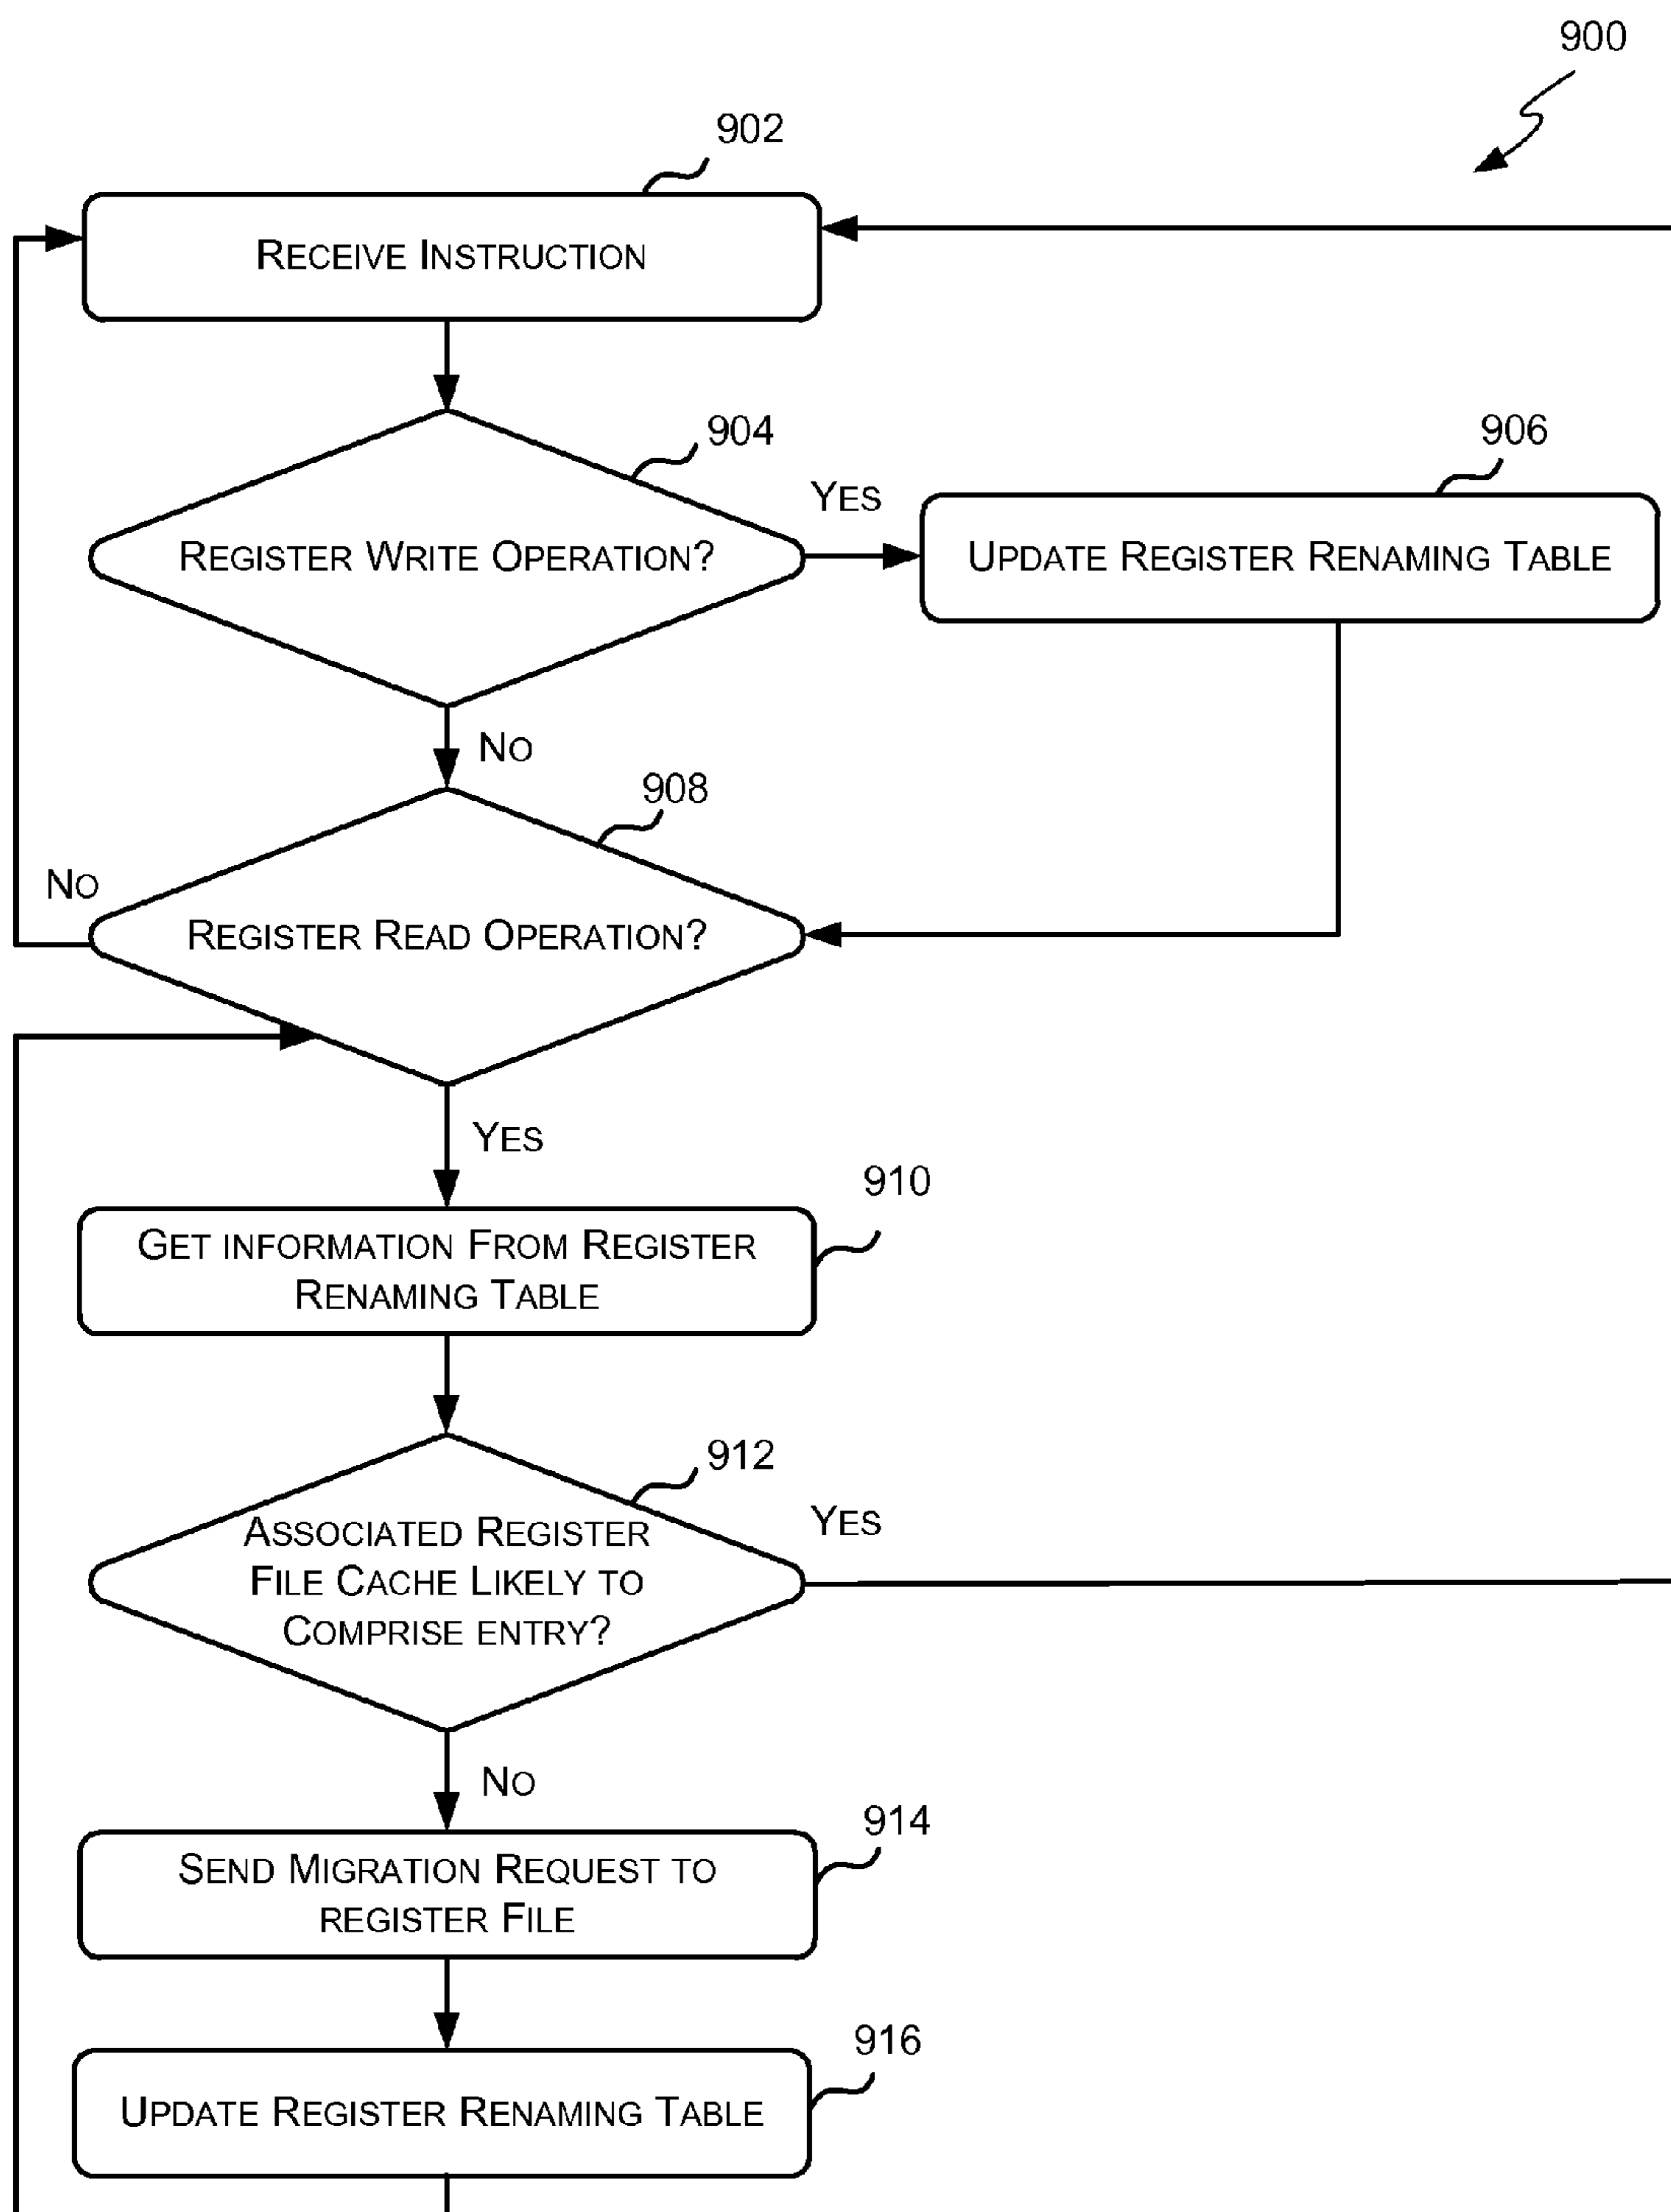 900
902
RECEIVE INSTRUCTION
904
906
YES
REGISTER WRITE OPERATION?
UPDATE REGISTER RENAMING TABLE
NO
908
NO
REGISTER READ OPERATION?
YES
910
GET INFORMATION FROM REGISTER
RENAMING TABLE
912
YES
ASSOCIATED REGISTER
FILE CACHE LIKELY TO
COMPRISE ENTRY?
NO
914
SEND MIGRATION REQUEST TO
REGISTER FILE
916
UPDATE REGISTER RENAMING TABLE